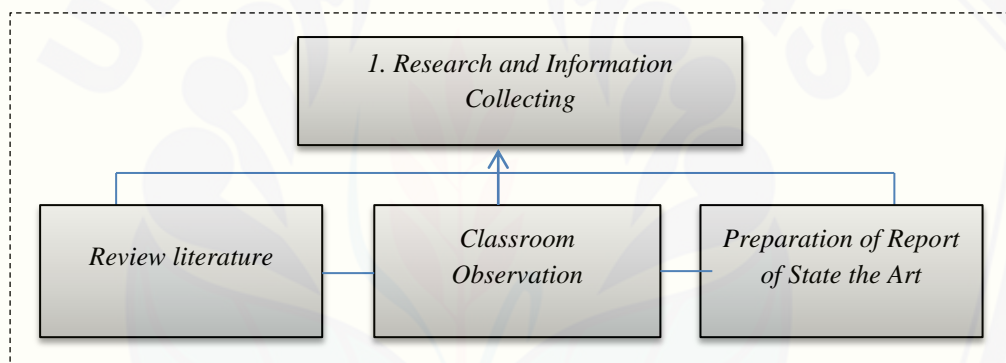 1. Research and Information
Collecting
Review literature
Classroom
Observation
Preparation of Report
of State the Art